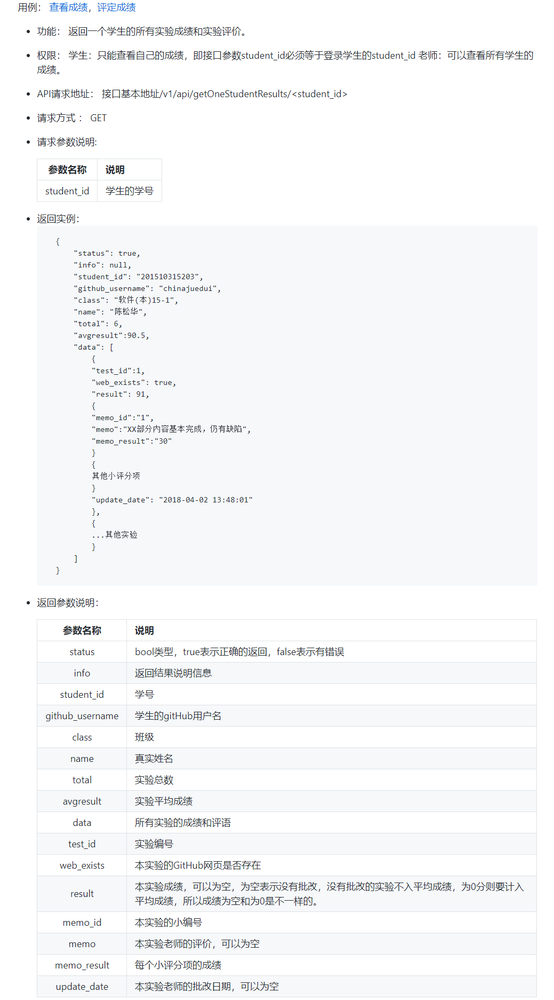 用例： 查看成绩，评定成绩
功能： 返回一个学生的所有实验成绩和实验评价。
权限： 学生：只能查看自己的成绩，即接口参数student_id必须等于登录学生的student_id 老师：可以查看所有学生的
成绩。
API请求地址： 接口基本地址/v1/api/getOneStudentResults/<student_id>
请求方式 ： GET
请求参数说明:
参数名称 说明
student_id 学生的学号
返回实例：
{
"status": true,
"info": null,
"student_id": "201510315203",
"github_username": "chinajuedui",
"class": "软件(本)15-1",
"name": "陈松华",
"total": 6,
"avgresult":90.5,
"data": [
{
"test_id":1,
"web_exists": true,
"result": 91,
{
"memo_id":"1",
"memo":"XX部分内容基本完成，仍有缺陷",
"memo_result":"30"
}
{
其他小评分项
}
"update_date": "2018-04-02 13:48:01"
},
{
...其他实验
}
]
}
返回参数说明：
参数名称 说明
status bool类型，true表示正确的返回，false表示有错误
info 返回结果说明信息
student_id 学号
github_username 学生的gitHub用户名
class 班级
name 真实姓名
total 实验总数
avgresult 实验平均成绩
data 所有实验的成绩和评语
test_id 实验编号
web_exists 本实验的GitHub网页是否存在
result 本实验成绩，可以为空，为空表示没有批改，没有批改的实验不入平均成绩，为0分则要计入
平均成绩，所以成绩为空和为0是不一样的。
memo_id 本实验的小编号
memo 本实验老师的评价，可以为空
memo_result 每个小评分项的成绩
update_date 本实验老师的批改日期，可以为空